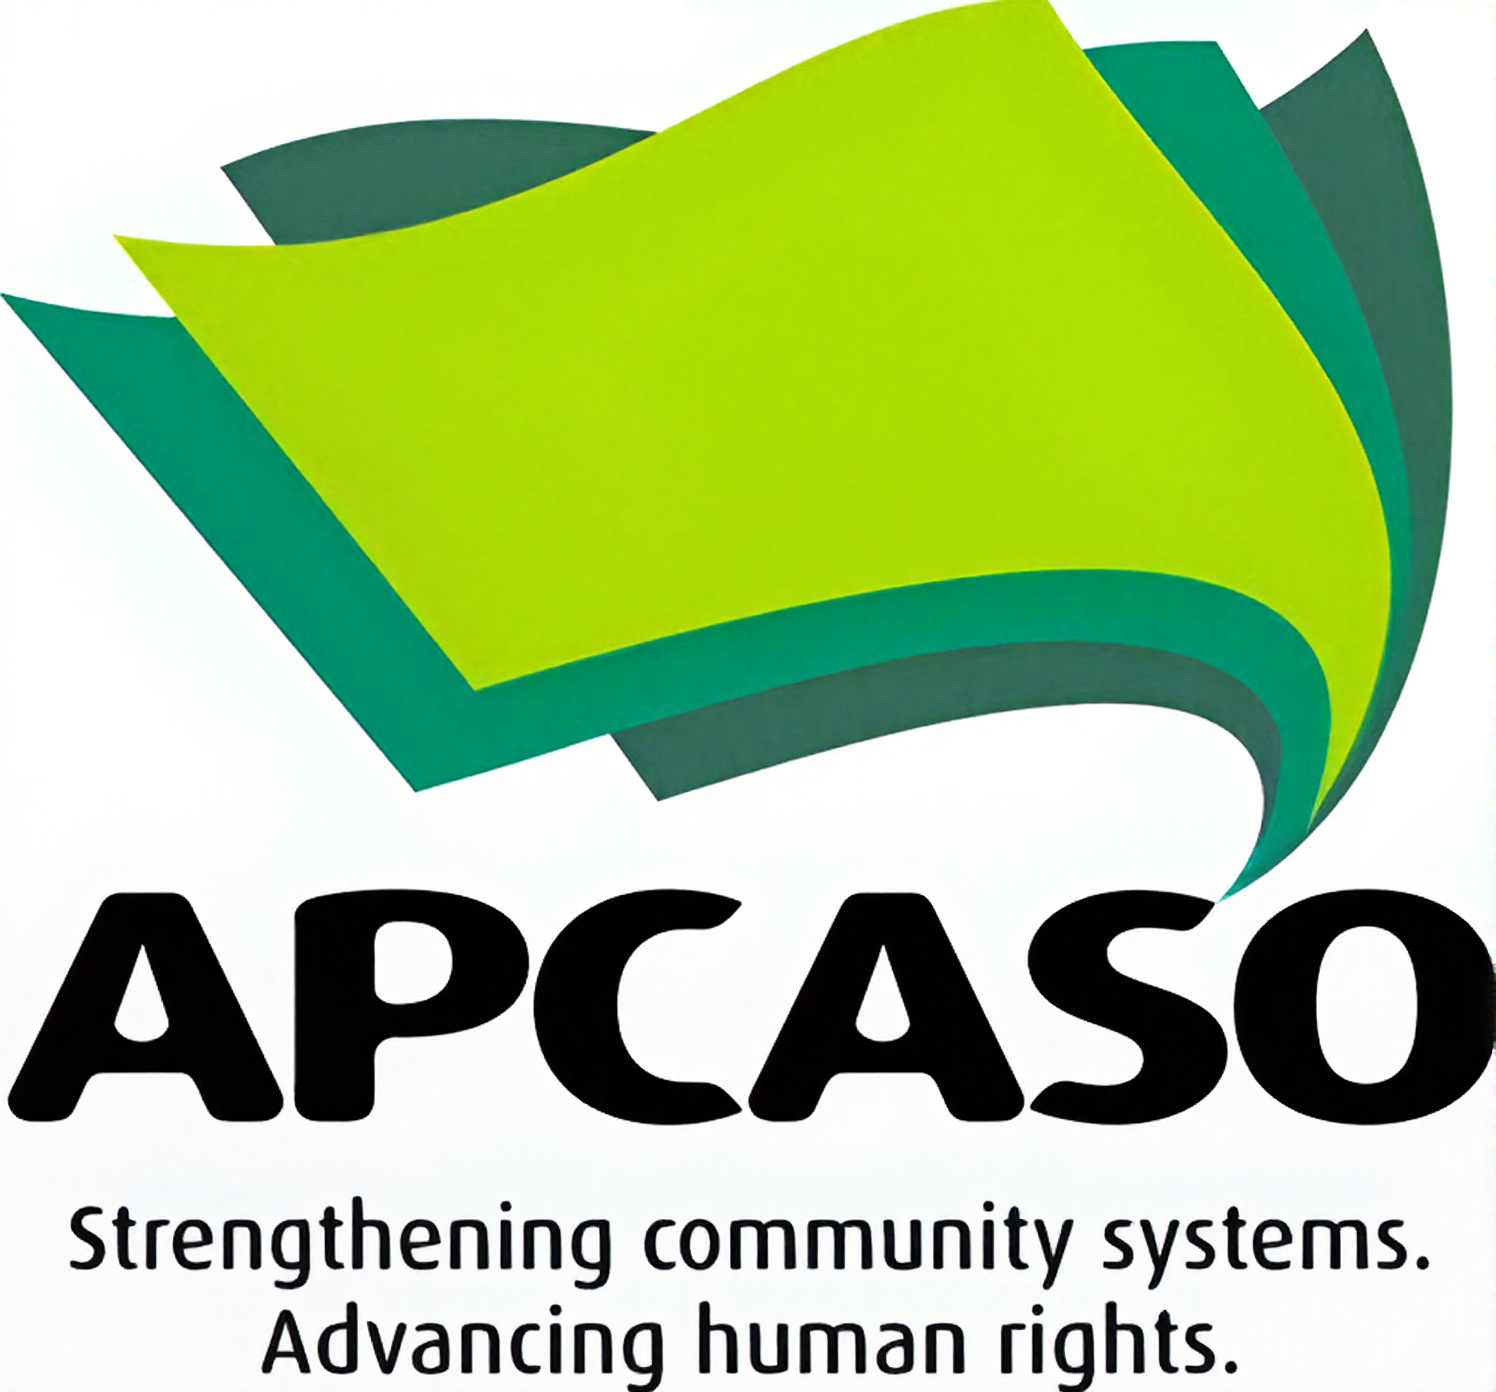 APCASO
Strengthening community systems.
Advancing human rights.